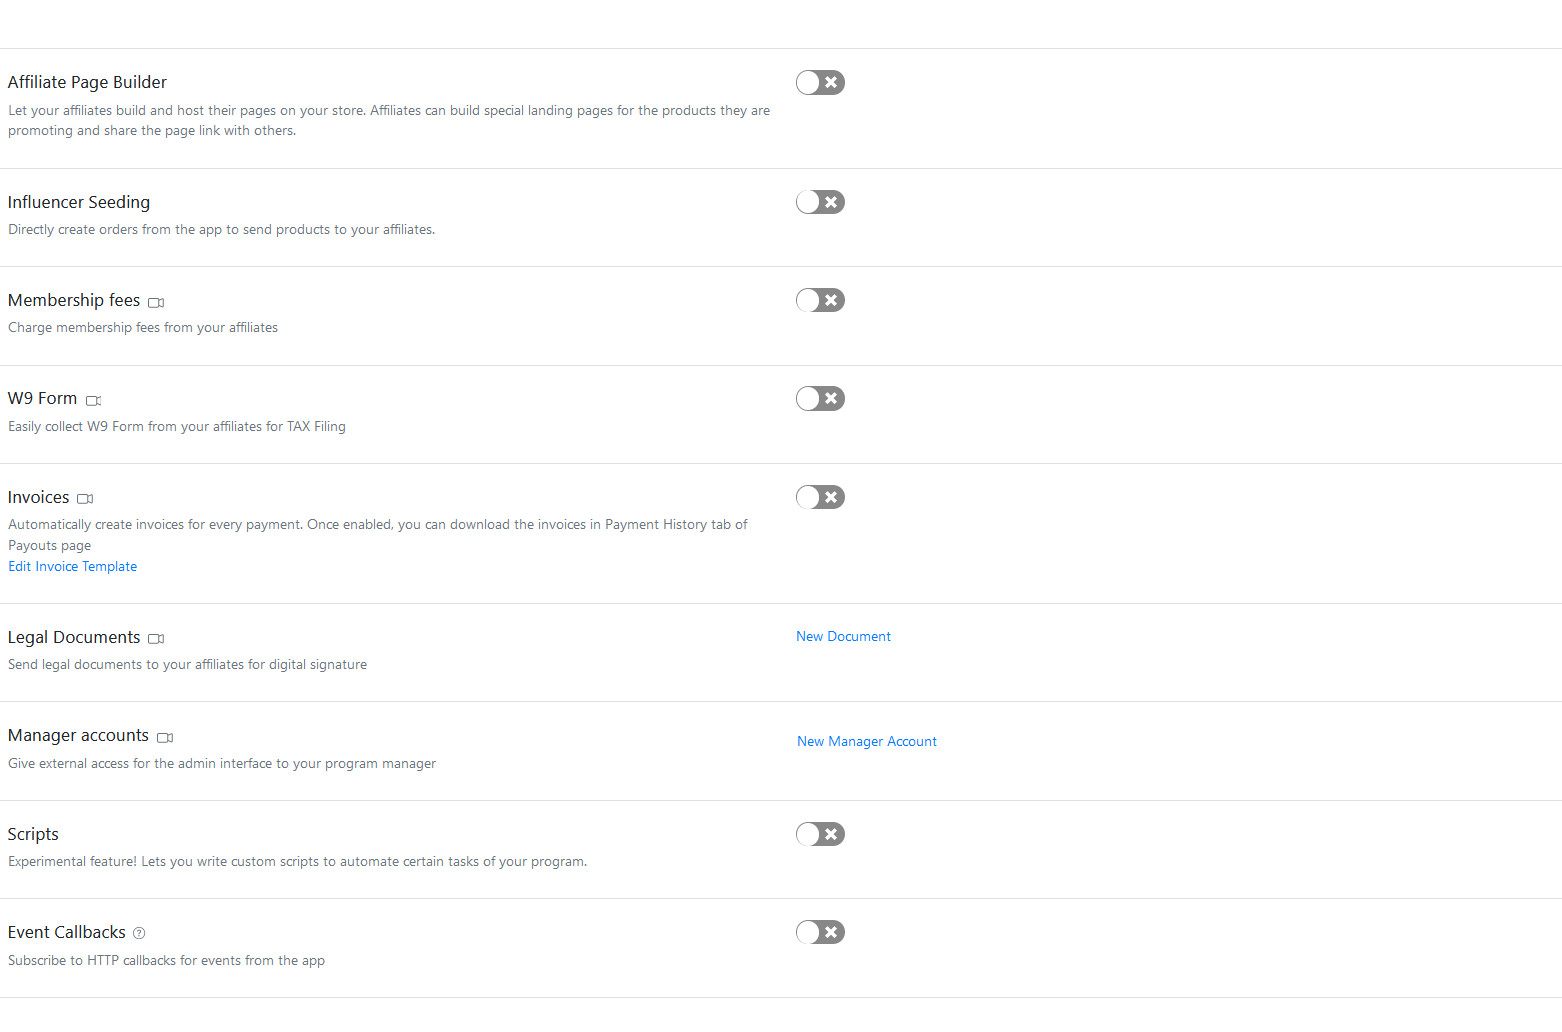 Affiliate Page Builder
Let your affiliates build and host their pages on your store. Affiliates can build special landing pages for the products they are
promoting and share the page link with others.
Influencer Seeding
Directly create orders from the app to send products to your affiliates.
Membership fees
Charge membership fees from your affiliates
W9 Form
Easily collect W9 Form from your affiliates for TAX Filing
Invoices
Automatically create invoices for every payment. Once enabled, you can download the invoices in Payment History tab of
Payouts page
Edit Invoice Template
Legal Documents
New Document
Send legal documents to your affiliates for digital signature
Manager accounts
New Manager Account
Give external access for the admin interface to your program manager
Scripts
Experimental feature! Lets you write custom scripts to automate certain tasks of your program.
Event Callbacks
Subscribe to HTTP callbacks for events from the app